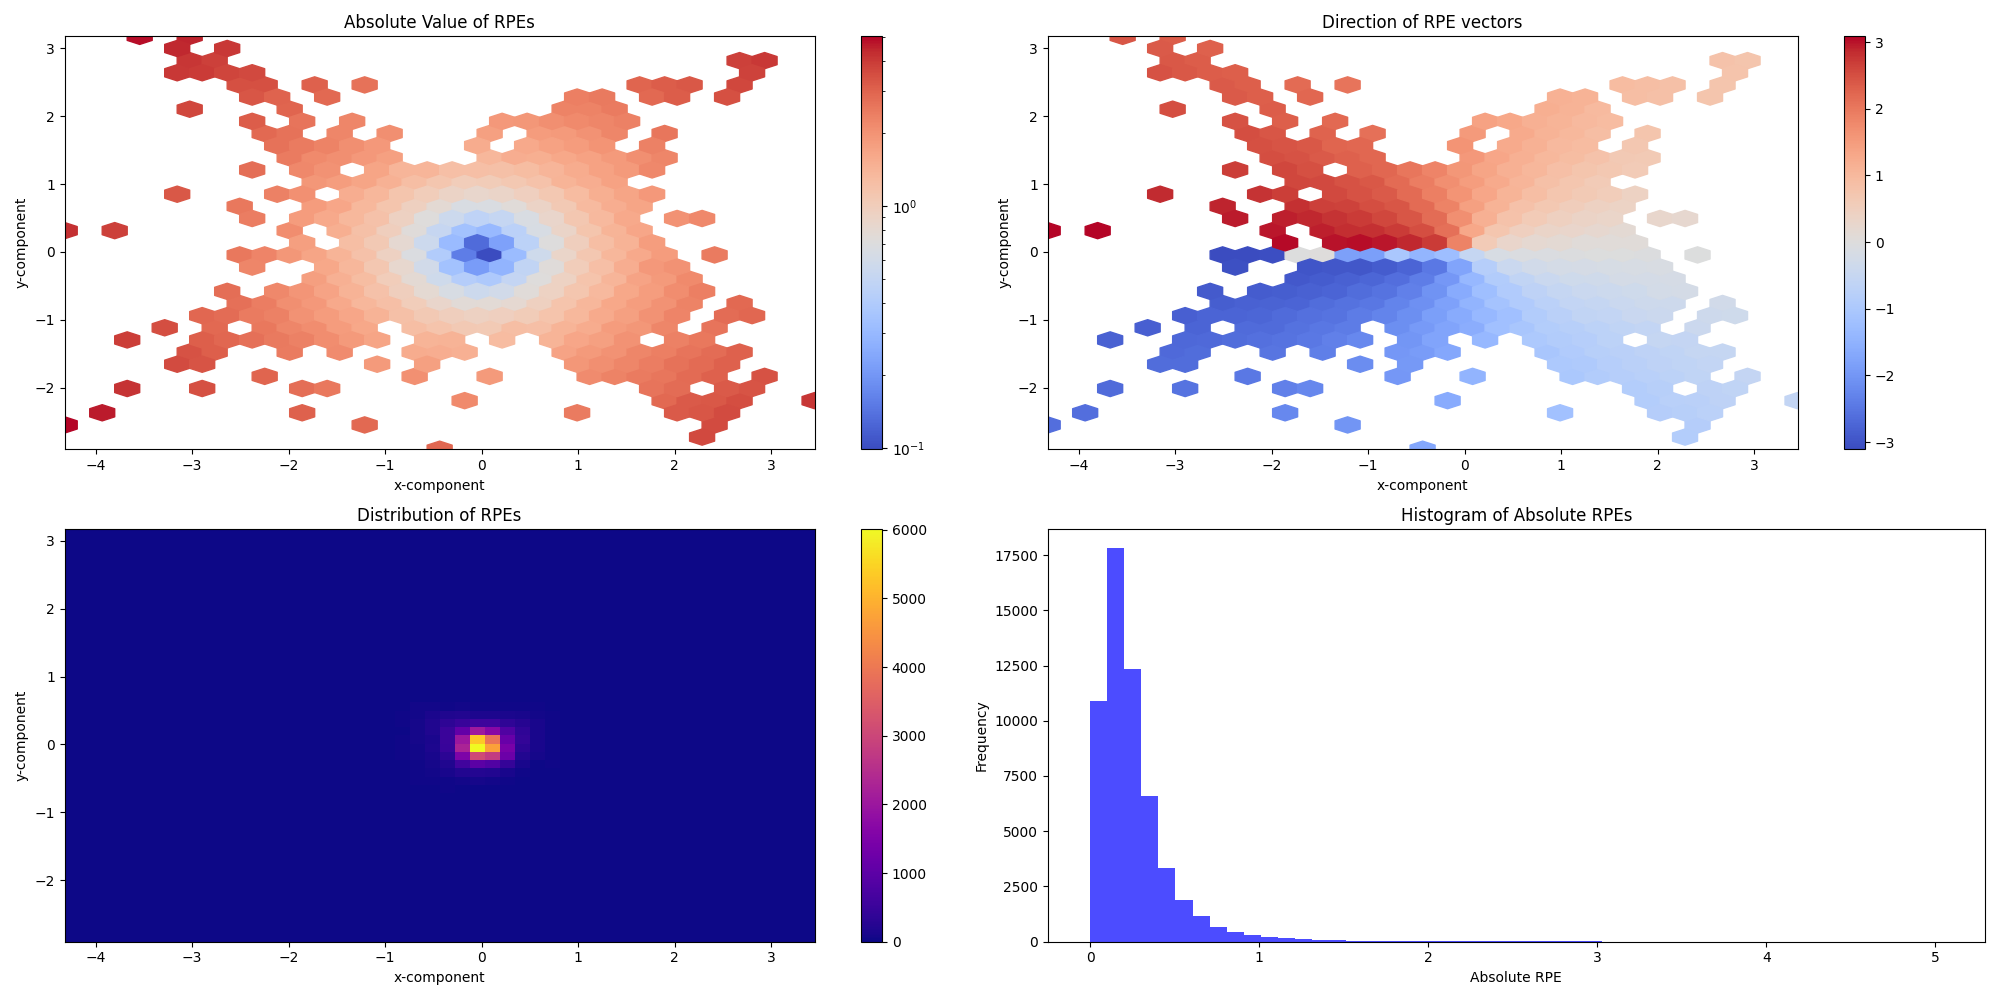 Absolute Value of RPEs
3
2
1
0
−1
−2
y-component
−4 −3 −2 −1 0 1 2 3
x-component
10⁰
10⁻¹
Direction of RPE vectors
3
2
1
0
−1
−2
y-component
−4 −3 −2 −1 0 1 2 3
x-component
3
2
1
0
−1
−2
−3
Distribution of RPEs
3
2
1
0
−1
−2
y-component
−4 −3 −2 −1 0 1 2 3
x-component
6000
5000
4000
3000
2000
1000
0
Histogram of Absolute RPEs
17500
15000
12500
10000
7500
5000
2500
0
Frequency
0 1 2 3 4 5
Absolute RPE